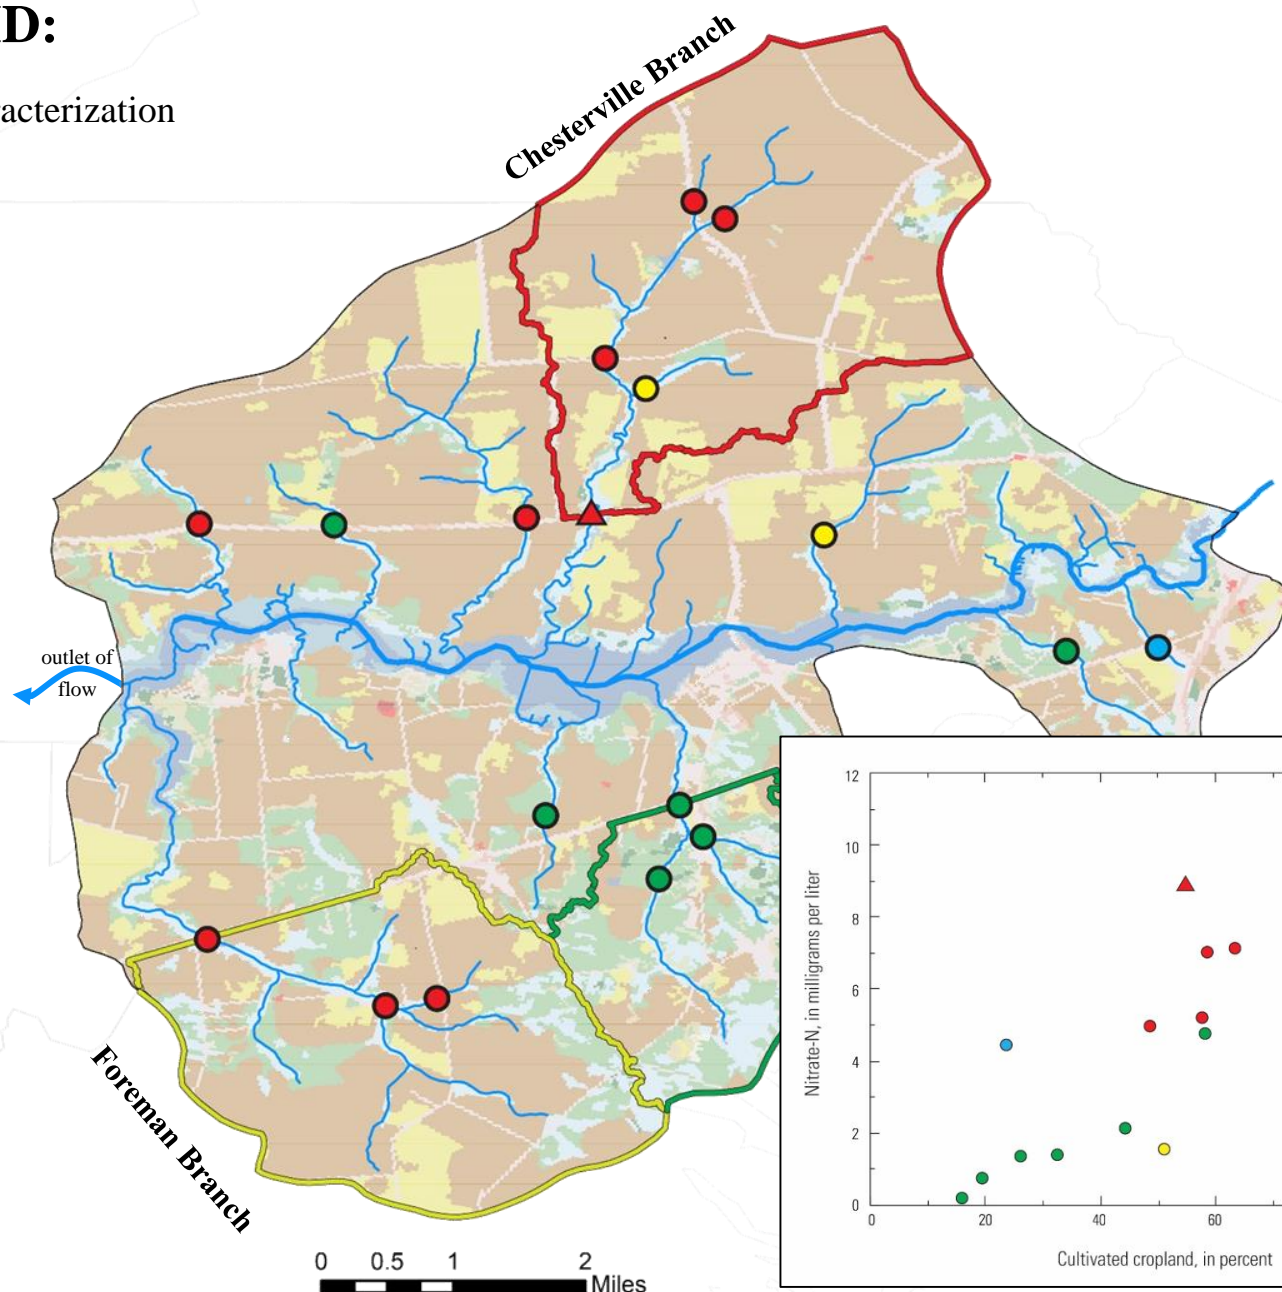 D:
racterization
Chesterville Branch
outlet of
flow
Foreman Branch
0 0.5 1 2
Miles
12
10
8
6
4
2
0
Nitrate-N, in milligrams per liter
0 20 40 60
Cultivated cropland, in percent